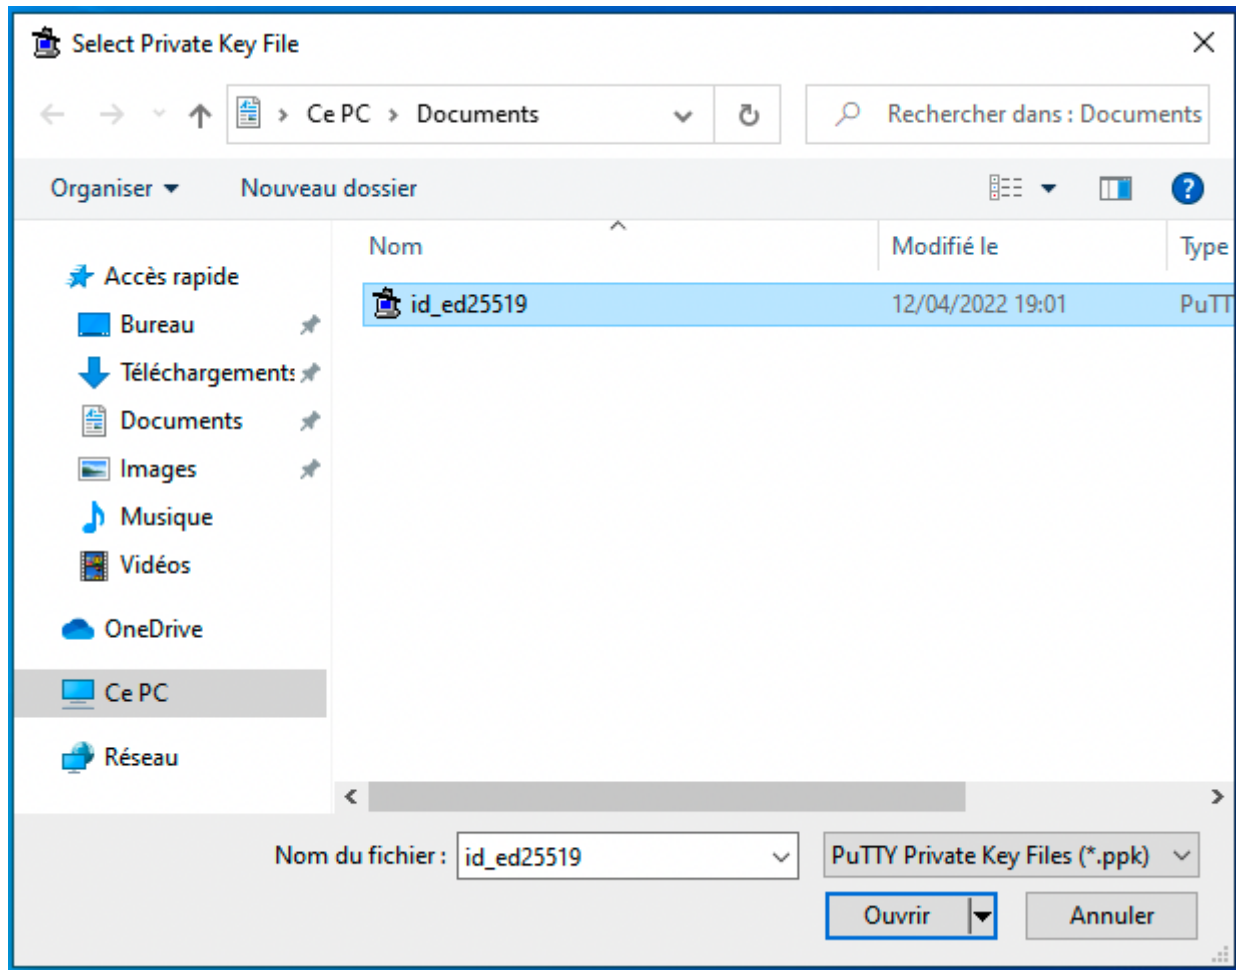 Select Private Key File
Ce PC > Documents
Rechercher dans : Documents
Organiser
Nouveau dossier
Nom
Modifié le
Type
Accès rapide
id_ed25519
12/04/2022 19:01
PuTT
Bureau
Téléchargements
Documents
Images
Musique
Vidéos
OneDrive
Ce PC
Réseau
Nom du fichier :
id_ed25519
PuTTY Private Key Files (*.ppk)
Ouvrir
Annuler